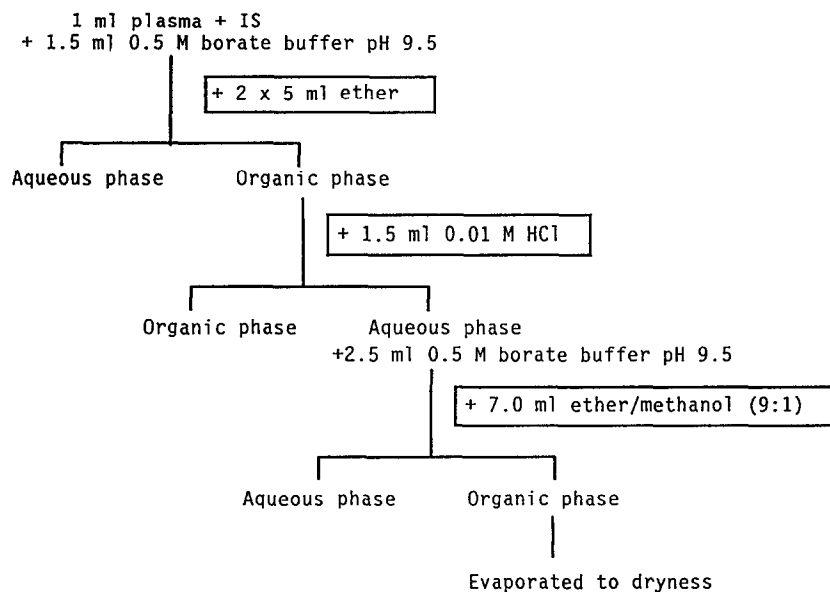 1 ml plasma + IS
+ 1.5 ml 0.5 M borate buffer pH 9.5
+ 2 x 5 ml ether
Aqueous phase Organic phase
+ 1.5 ml 0.01 M HCl
Organic phase Aqueous phase
+2.5 ml 0.5 M borate buffer pH 9.5
+ 7.0 ml ether/methanol (9:1)
Aqueous phase Organic phase
Evaporated to dryness